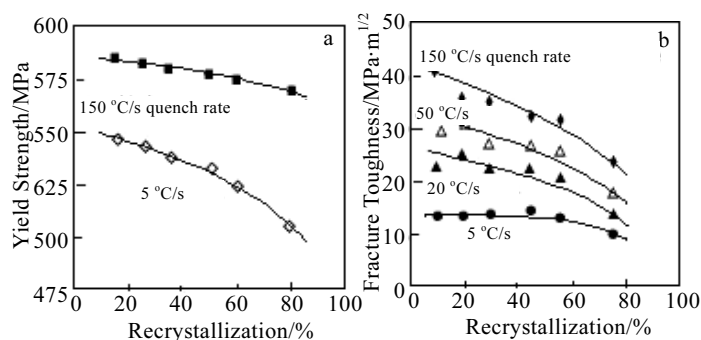 a
Yield Strength/MPa
600
575
550
625
500
475
150 °C/s quench rate
5 °C/s
0 20 40 60 80 100
Recrystallization/%
b
Fracture Toughness/MPa·m1/2
50
40
30
20
10
0
150 °C/s quench rate
50 °C/s
20 °C/s
5 °C/s
0 20 40 60 80 100
Recrystallization/%